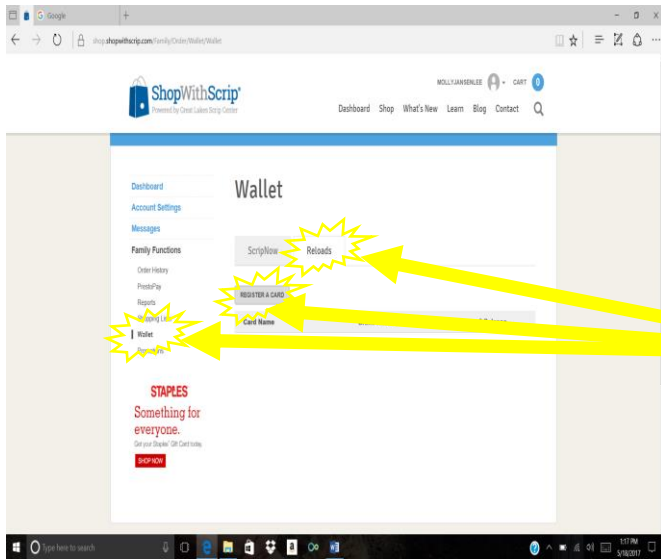 Google
shop.shopwithscrip.com/Family/Order/Wallet/Wallet
MOLLYJANSENLEE CART 0
ShopWithScrip
Powered by Great Lakes Scrip Center
Dashboard Shop What's New Learn Blog Contact
Dashboard
Account Settings
Messages
Family Functions
Order History
PrestoPay
Reports
Shopping
Wallet
Wallet
ScripNow Reloads
REGISTER A CARD
Card Name
STAPLES
Something for
everyone.
Get your Staples Gift Card today.
SHOP NOW
Type here to search
1:17 PM
5/18/2017